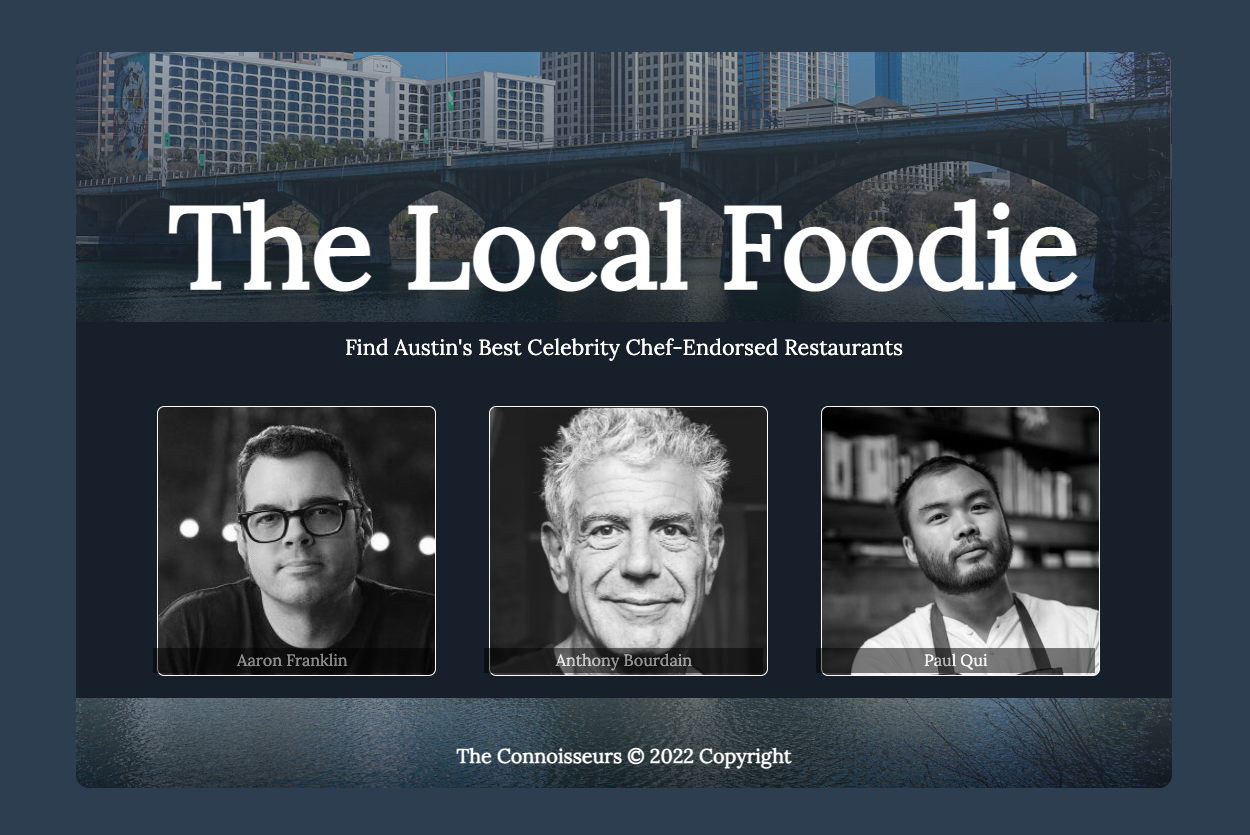 The Local Foodie
Find Austin's Best Celebrity Chef-Endorsed Restaurants
Aaron Franklin
Anthony Bourdain
Paul Qui
The Connoisseurs © 2022 Copyright